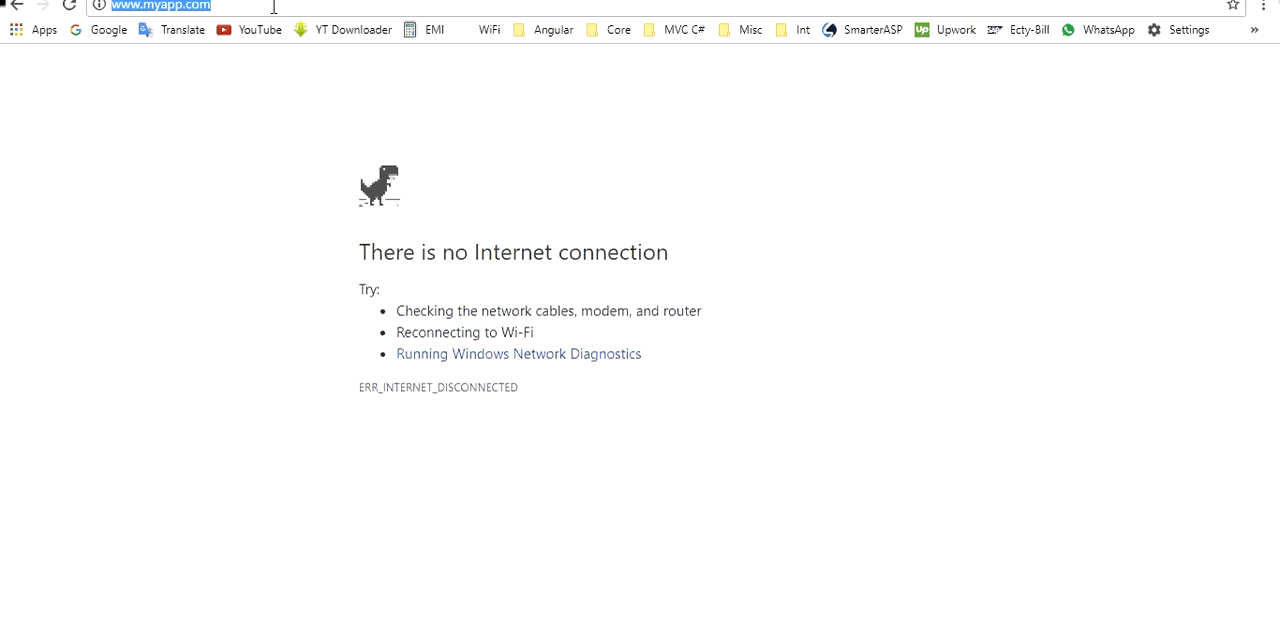 www.myapp.com
Apps Google Translate YouTube YT Downloader EMI WiFi Angular Core MVC C# Misc Int SmarterASP Up Upwork Ecty-Bill WhatsApp Settings »
There is no Internet connection
Try:
• Checking the network cables, modem, and router
• Reconnecting to Wi-Fi
• Running Windows Network Diagnostics
ERR_INTERNET_DISCONNECTED